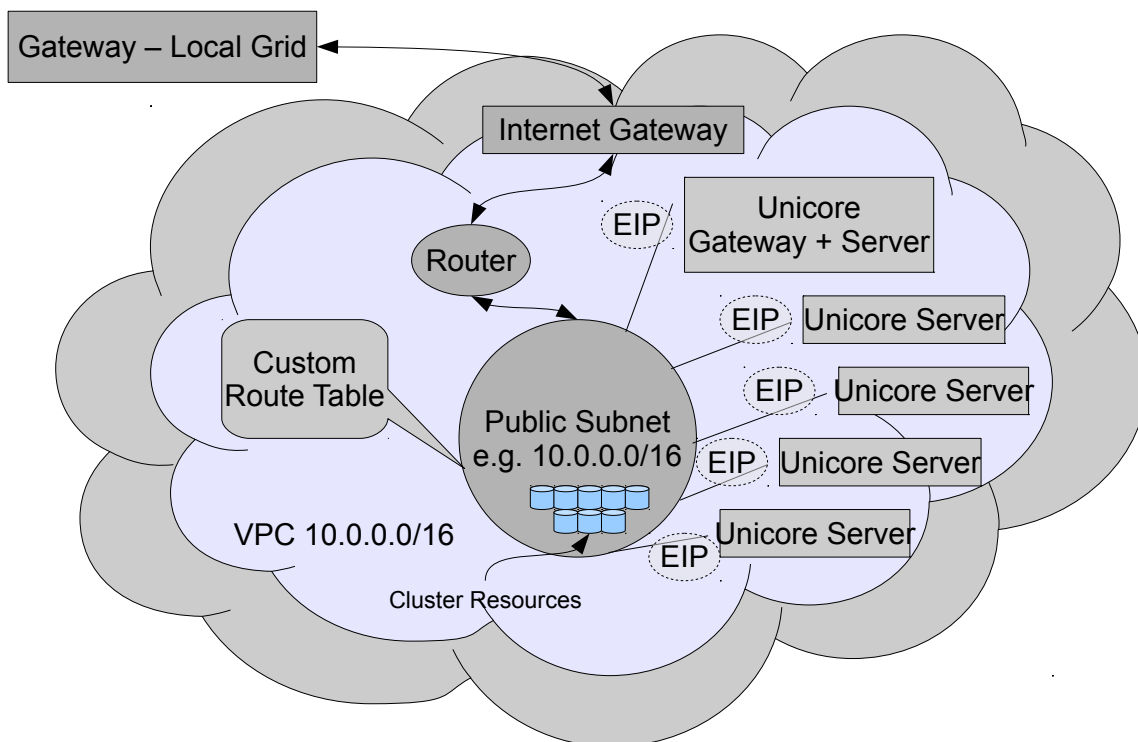 Gateway – Local Grid
Internet Gateway
EIP
Unicore
Gateway + Server
Router
EIP
Unicore Server
Custom
Route Table
EIP
Unicore Server
Public Subnet
e.g. 10.0.0.0/16
EIP
Unicore Server
VPC 10.0.0.0/16
EIP
Unicore Server
Cluster Resources